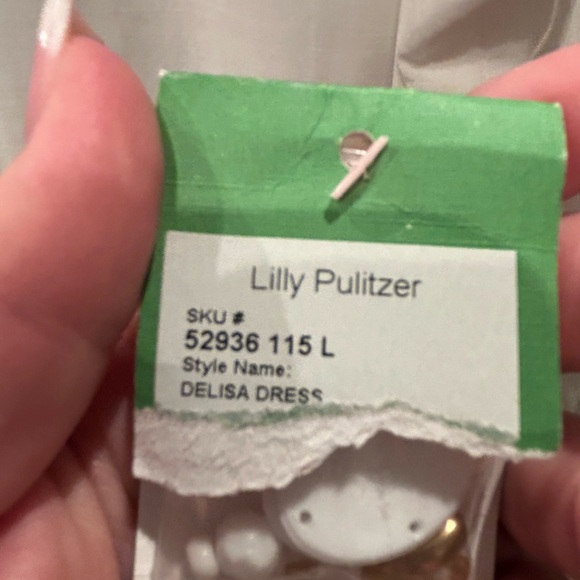 Lilly Pulitzer
SKU #
52936 115 L
Style Name:
DELISA DRESS